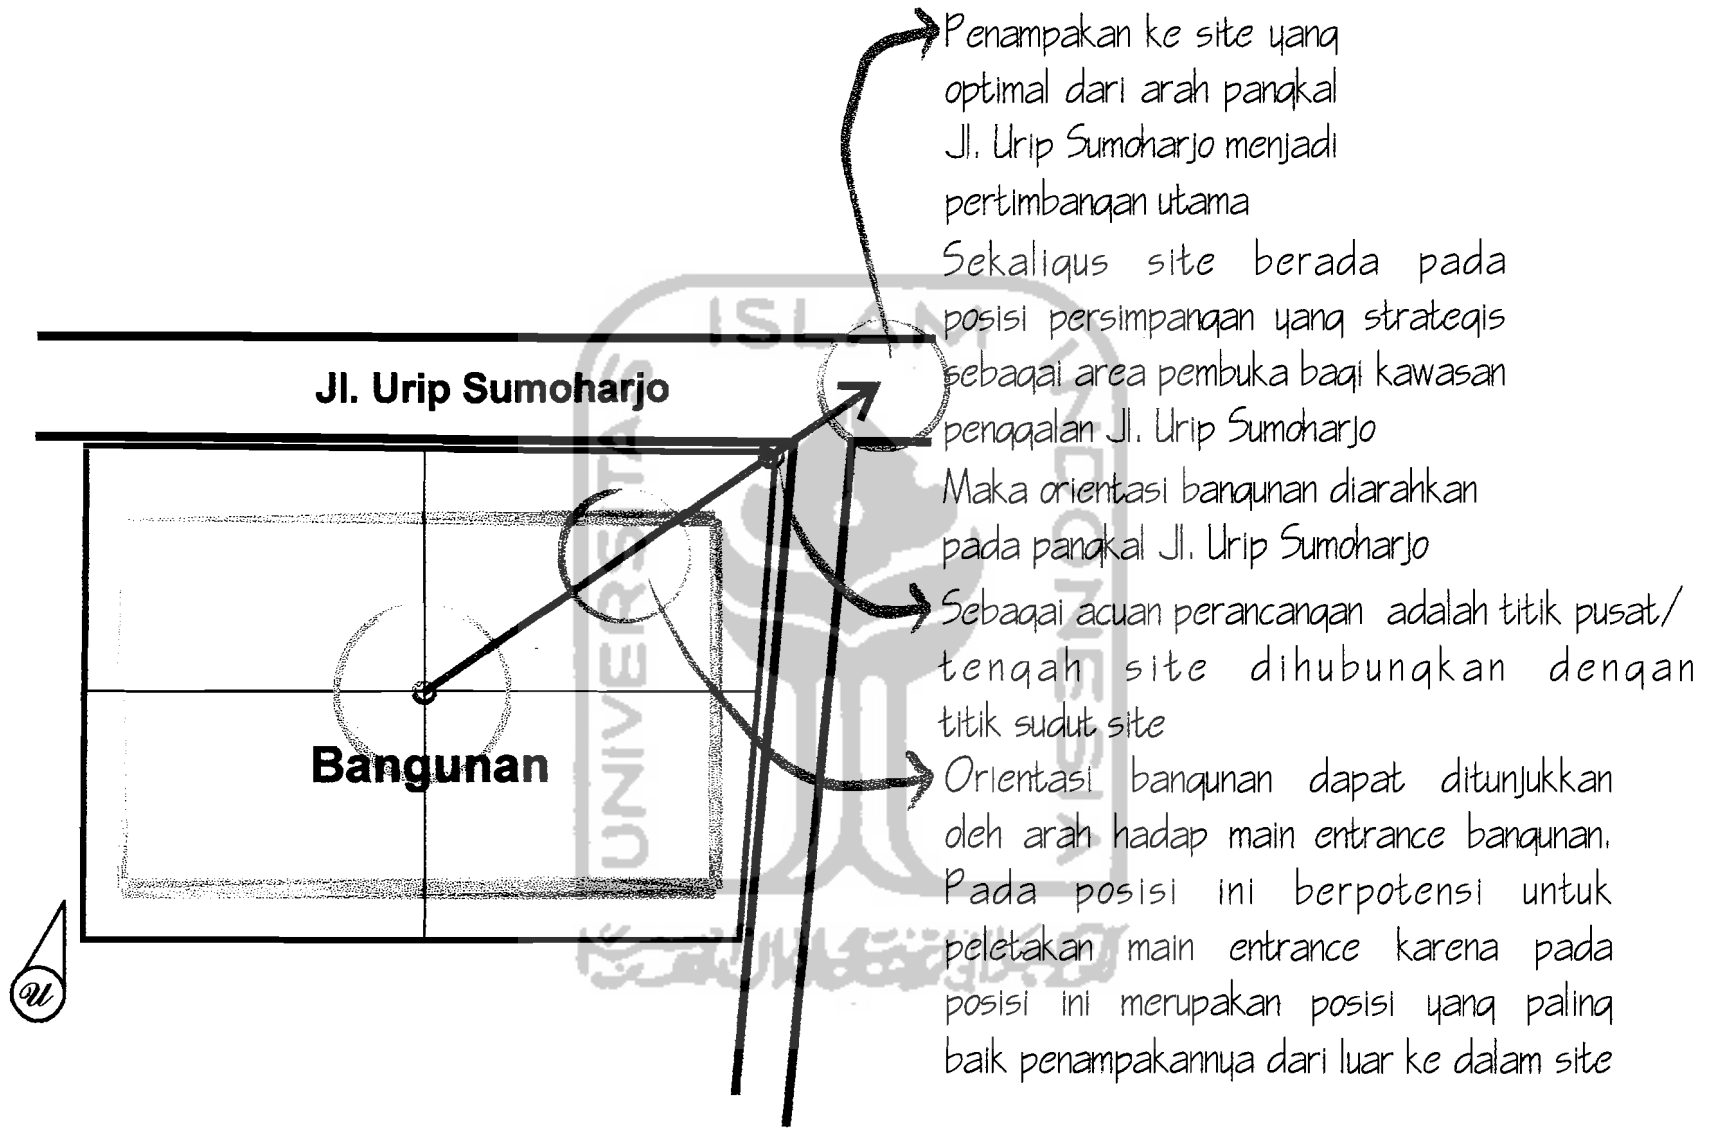 Penampakan ke site yang
optimal dari arah pangkal
Jl. Urip Sumoharjo menjadi
pertimbangan utama
Sekaligus site berada pada
posisi persimpangan yang strategis
sebagai area pembuka bagi kawasan
penggalan Jl. Urip Sumoharjo
Maka orientasi bangunan diarahkan
pada pangkal Jl. Urip Sumoharjo
Sebagai acuan perancangan adalah titik pusat/
tengah site dihubungkan dengan
titik sudut site
Orientasi bangunan dapat ditunjukkan
oleh arah hadap main entrance bangunan.
Pada posisi ini berpotensi untuk
peletakan main entrance karena pada
posisi ini merupakan posisi yang paling
baik penampakannya dari luar ke dalam site
Jl. Urip Sumoharjo
Bangunan
U
UNIVERSITAS
ISLAM
INDONESIA